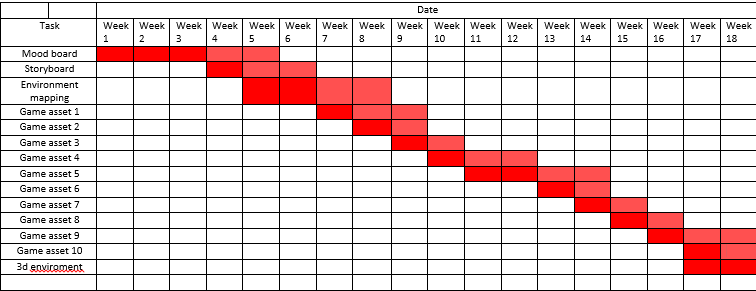 Date
Task
Week 1 Week 2 Week 3 Week 4 Week 5 Week 6 Week 7 Week 8 Week 9 Week 10 Week 11 Week 12 Week 13 Week 14 Week 15 Week 16 Week 17 Week 18
Mood board
Storyboard
Environment
mapping
Game asset 1
Game asset 2
Game asset 3
Game asset 4
Game asset 5
Game asset 6
Game asset 7
Game asset 8
Game asset 9
Game asset 10
3d enviroment